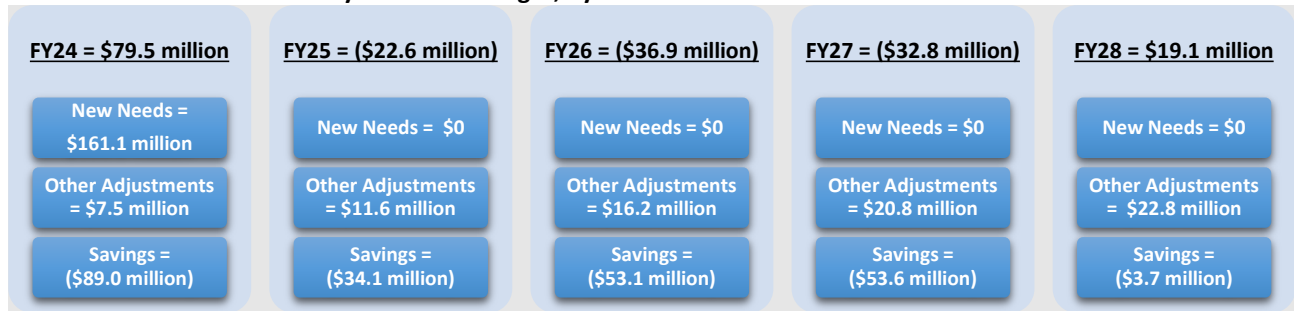 FY24 = $79.5 million
New Needs =
$161.1 million
Other Adjustments
= $7.5 million
Savings =
($89.0 million)
FY25 = ($22.6 million)
New Needs = $0
Other Adjustments
= $11.6 million
Savings =
($34.1 million)
FY26 = ($36.9 million)
New Needs = $0
Other Adjustments
= $16.2 million
Savings =
($53.1 million)
FY27 = ($32.8 million)
New Needs = $0
Other Adjustments
= $20.8 million
Savings =
($53.6 million)
FY28 = $19.1 million
New Needs = $0
Other Adjustments
= $22.8 million
Savings =
($3.7 million)